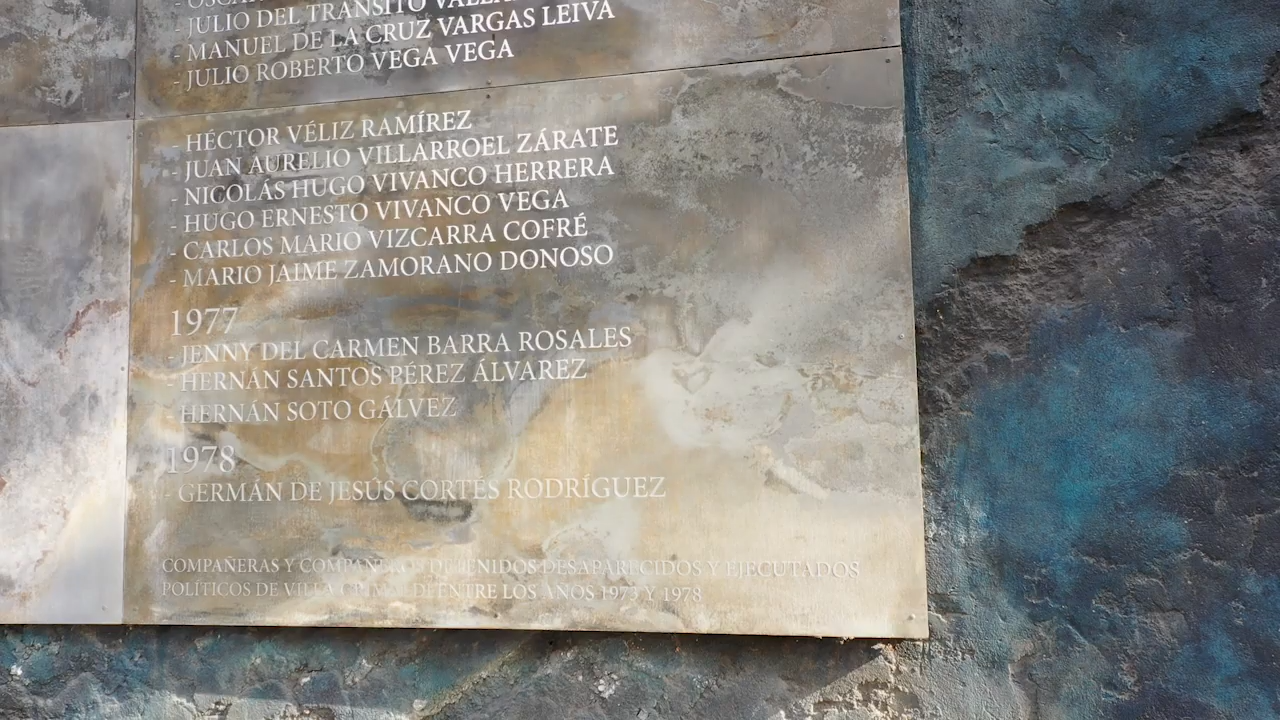 - JULIO DEL TRÁNSITO
- MANUEL DE LA CRUZ VARGAS LEIVA
- JULIO ROBERTO VEGA VEGA
- HÉCTOR VÉLIZ RAMÍREZ
- JUAN AURELIO VILLARROEL ZÁRATE
- NICOLÁS HUGO VIVANCO HERRERA
- HUGO ERNESTO VIVANCO VEGA
- CARLOS MARIO VIZCARRA COFRÉ
- MARIO JAIME ZAMORANO DONOSO
1977
- JENNY DEL CARMEN BARRA ROSALES
- HERNÁN SANTOS PÉREZ ÁLVAREZ
- HERNÁN SOTO GÁLVEZ
1978
- GERMÁN DE JESÚS CORTÉS RODRÍGUEZ
COMPAÑERAS Y COMPAÑEROS DETENIDOS DESAPARECIDOS Y EJECUTADOS
POLÍTICOS DE VILLA GRIMALDI ENTRE LOS AÑOS 1973 Y 1978